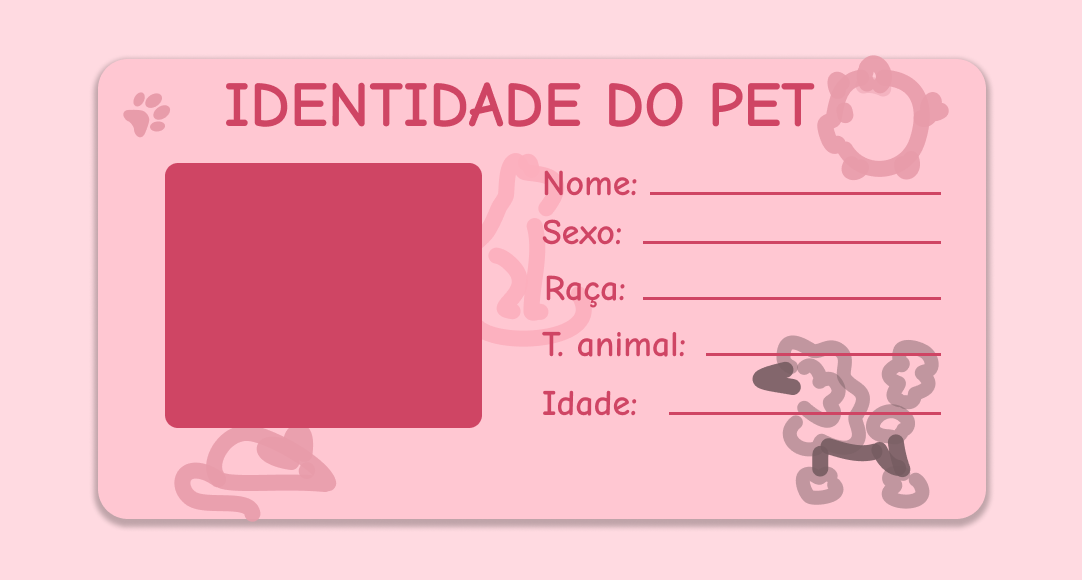 IDENTIDADE DO PET
Nome:
Sexo:
Raça:
T. animal:
Idade: